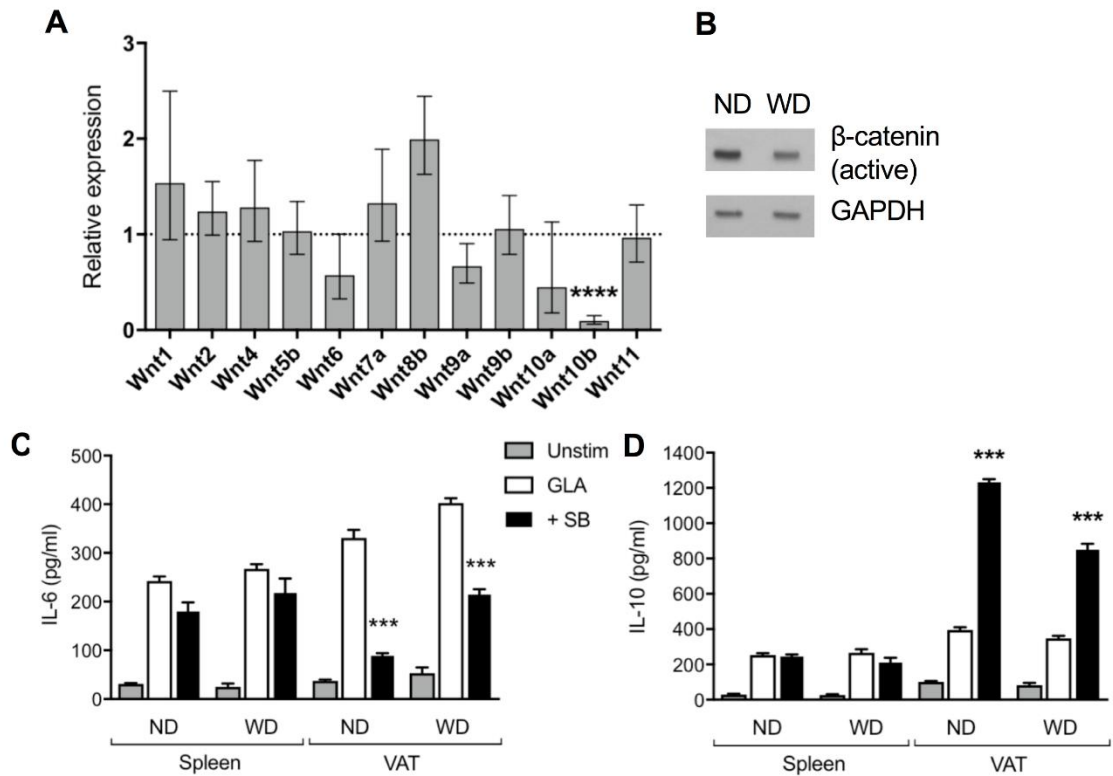 A
3
2
1
0
Relative expression
****
Wnt1
Wnt2
Wnt4
Wnt5b
Wnt6
Wnt7a
Wnt8b
Wnt9a
Wnt9b
Wnt10a
Wnt10b
Wnt11
B
ND WD
β-catenin
(active)
GAPDH
C
500
400
300
200
100
0
IL-6 (pg/ml)
***
***
ND WD ND WD
Spleen VAT
Unstim
GLA
+ SB
D
1400
1200
1000
800
600
400
200
0
IL-10 (pg/ml)
***
***
ND WD ND WD
Spleen VAT